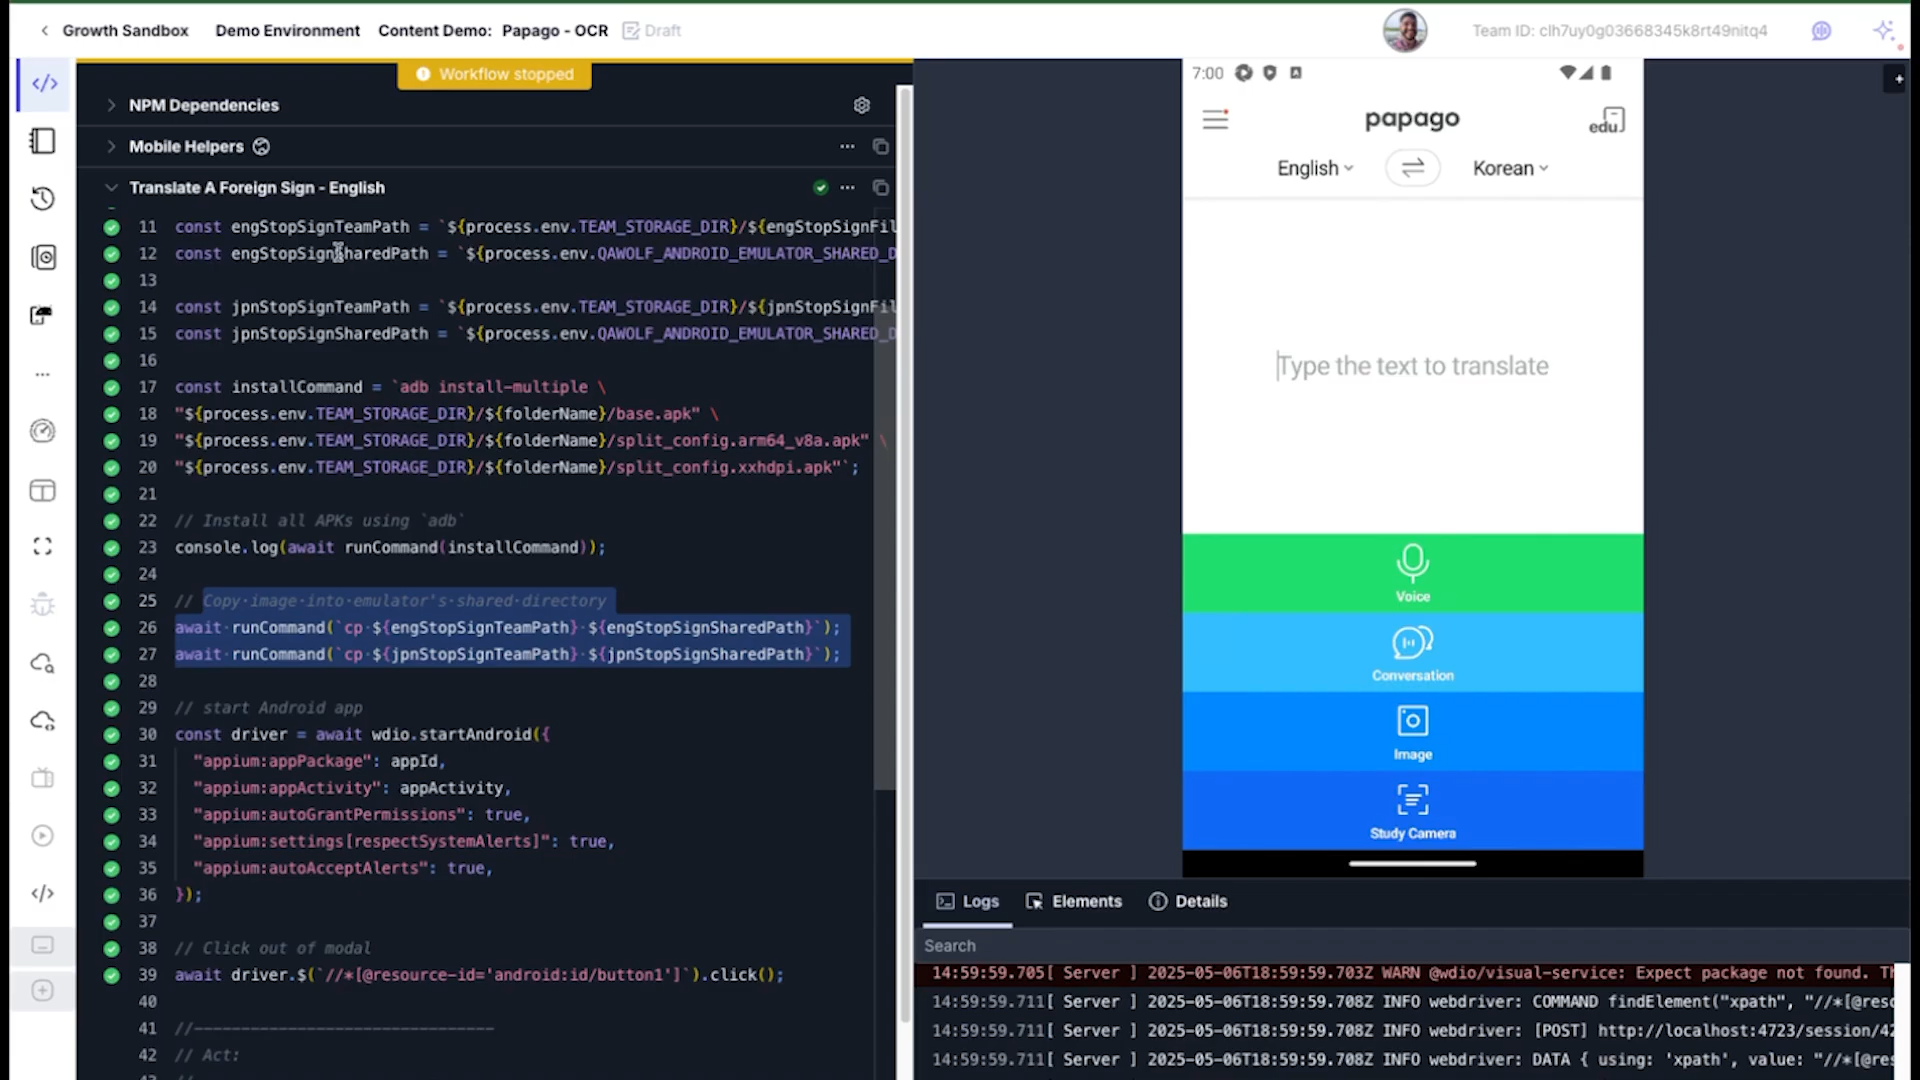 Growth Sandbox Demo Environment Content Demo: Papago - OCR Draft Team ID: clh7uy0g03668345k8rt49nitq4
Workflow stopped
NPM Dependencies
Mobile Helpers
Translate A Foreign Sign - English
11 const engStopSignTeamPath = `${process.env.TEAM_STORAGE_DIR}/${engStopSignFil
12 const engStopSignSharedPath = `${process.env.QAWOLF_ANDROID_EMULATOR_SHARED_D
13
14 const jpnStopSignTeamPath = `${process.env.TEAM_STORAGE_DIR}/${jpnStopSignFil
15 const jpnStopSignSharedPath = `${process.env.QAWOLF_ANDROID_EMULATOR_SHARED_D
16
17 const installCommand = `adb install-multiple \
18 "${process.env.TEAM_STORAGE_DIR}/${folderName}/base.apk" \
19 "${process.env.TEAM_STORAGE_DIR}/${folderName}/split_config.arm64_v8a.apk" \
20 "${process.env.TEAM_STORAGE_DIR}/${folderName}/split_config.xxhdpi.apk"`;
21
22 // Install all APKs using `adb`
23 console.log(await runCommand(installCommand));
24
25 // Copy·image·into·emulator's·shared·directory
26 await·runCommand(`cp·${engStopSignTeamPath}·${engStopSignSharedPath}`);
27 await·runCommand(`cp·${jpnStopSignTeamPath}·${jpnStopSignSharedPath}`);
28
29 // start Android app
30 const driver = await wdio.startAndroid({
31 "appium:appPackage": appId,
32 "appium:appActivity": appActivity,
33 "appium:autoGrantPermissions": true,
34 "appium:settings[respectSystemAlerts]": true,
35 "appium:autoAcceptAlerts": true,
36 });
37
38 // Click out of modal
39 await driver.$(`//*[@resource-id='android:id/button1']`).click();
40
41 //--------------------------------
42 // Act:
7:00
papago
edu
English Korean
Type the text to translate
Voice
Conversation
Image
Study Camera
Logs Elements Details
Search
14:59:59.705[ Server ] 2025-05-06T18:59:59.703Z WARN @wdio/visual-service: Expect package not found. Th
14:59:59.711[ Server ] 2025-05-06T18:59:59.708Z INFO webdriver: COMMAND findElement("xpath", "//*[@reso
14:59:59.711[ Server ] 2025-05-06T18:59:59.708Z INFO webdriver: [POST] http://localhost:4723/session/42
14:59:59.711[ Server ] 2025-05-06T18:59:59.708Z INFO webdriver: DATA { using: 'xpath', value: "//*[@res